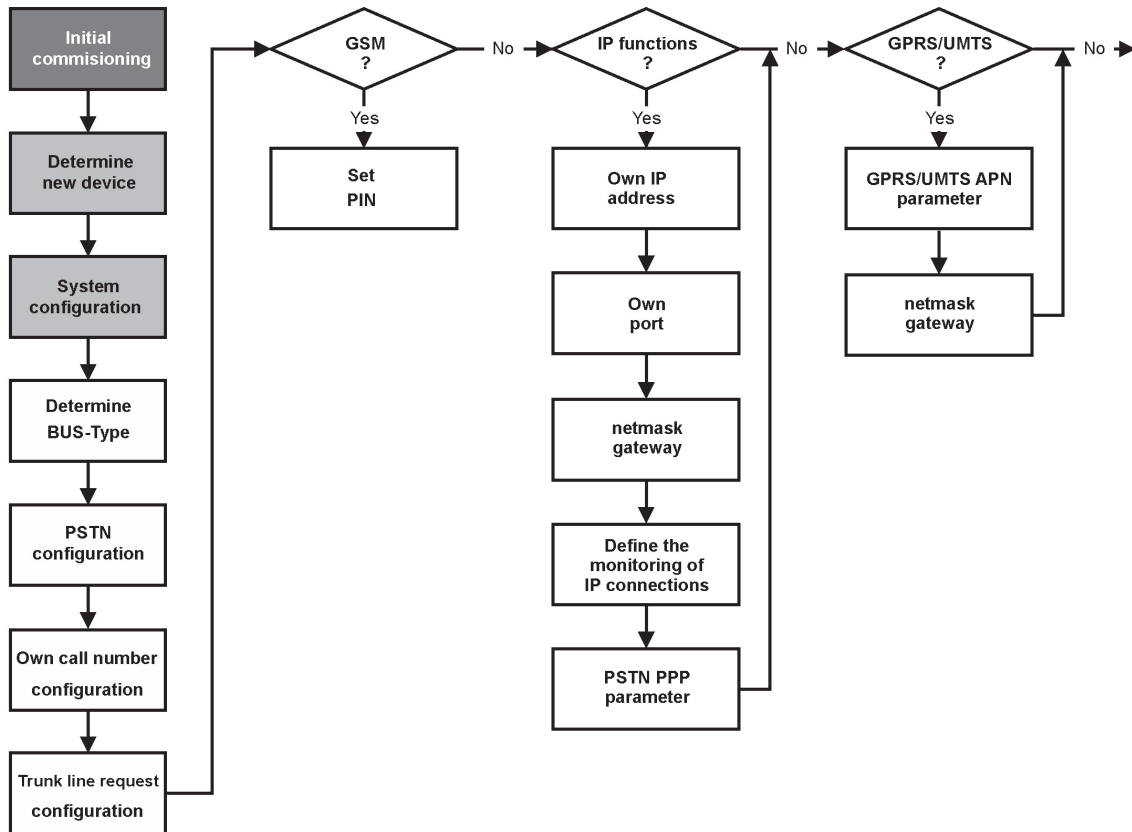 Initial
commisioning
Determine
new device
System
configuration
Determine
BUS-Type
PSTN
configuration
Own call number
configuration
Trunk line request
configuration
GSM
?
No
Yes
Set
PIN
IP functions
?
No
Yes
Own IP
address
Own
port
netmask
gateway
Define the
monitoring of
IP connections
PSTN PPP
parameter
GPRS/UMTS
?
No
Yes
GPRS/UMTS APN
parameter
netmask
gateway